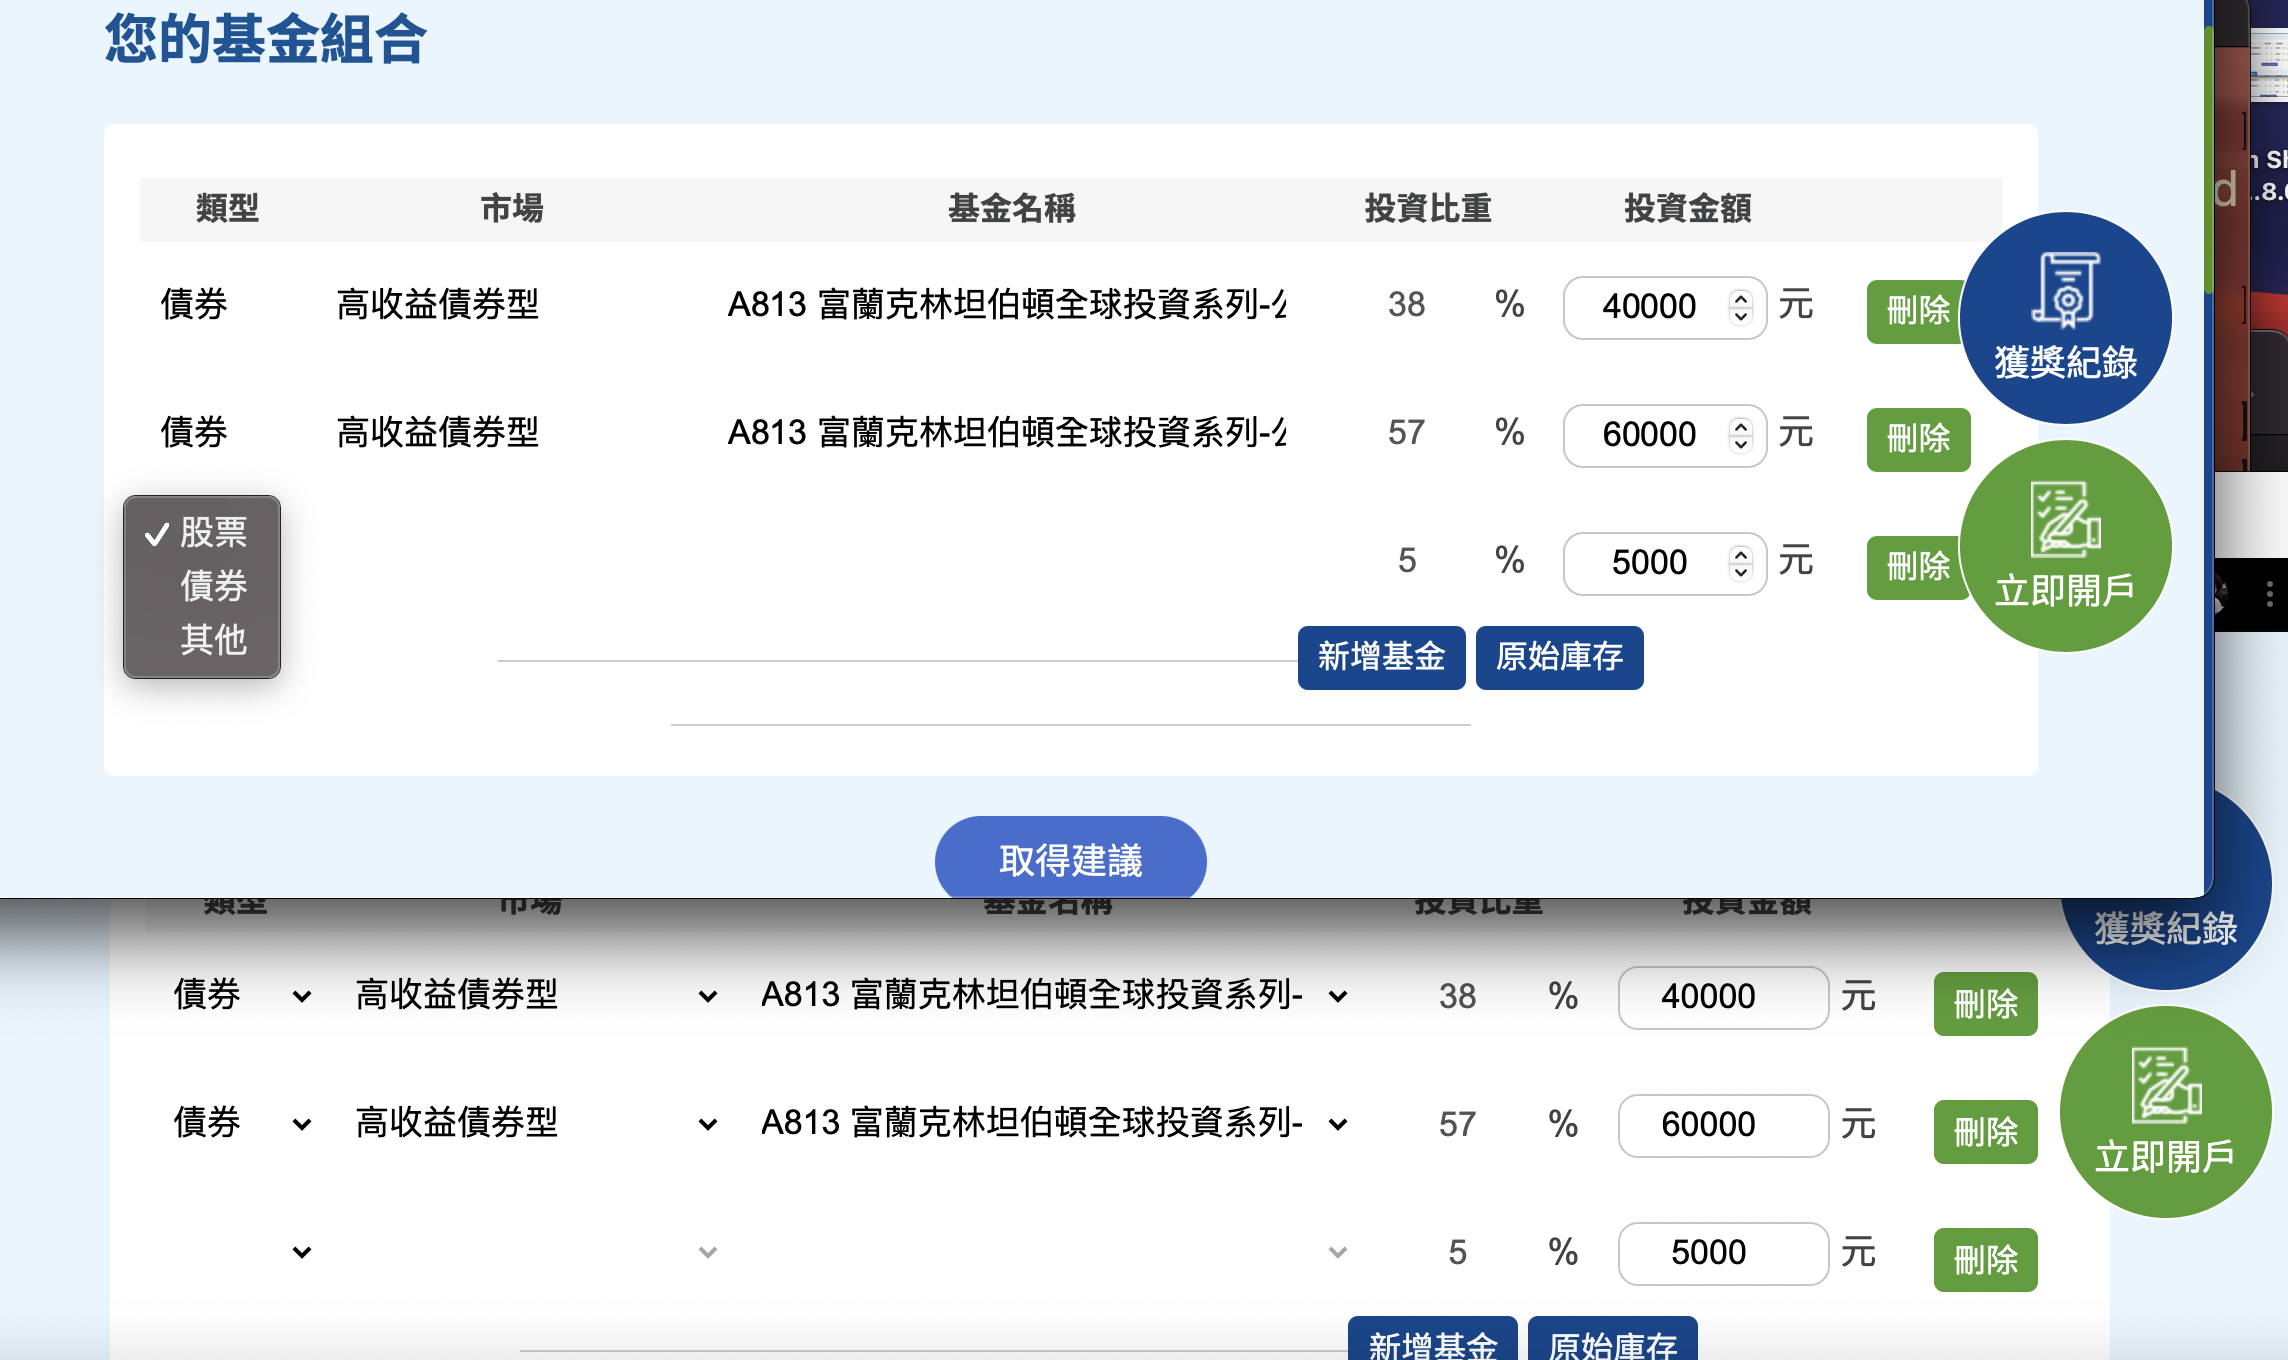 您的基金組合
類型 市場 基金名稱 投資比重 投資金額
債券 高收益債券型 A813 富蘭克林坦伯頓全球投資系列-公 38 % 40000 元 刪除
獲獎紀錄
債券 高收益債券型 A813 富蘭克林坦伯頓全球投資系列-公 57 % 60000 元 刪除
✓ 股票
債券
其他
5 % 5000 元 刪除
立即開戶
新增基金 原始庫存
取得建議
類型 市場 基金名稱 投資比重 投資金額
獲獎紀錄
債券 高收益債券型 A813 富蘭克林坦伯頓全球投資系列- 38 % 40000 元 刪除
債券 高收益債券型 A813 富蘭克林坦伯頓全球投資系列- 57 % 60000 元 刪除
立即開戶
5 % 5000 元 刪除
新增基金 原始庫存